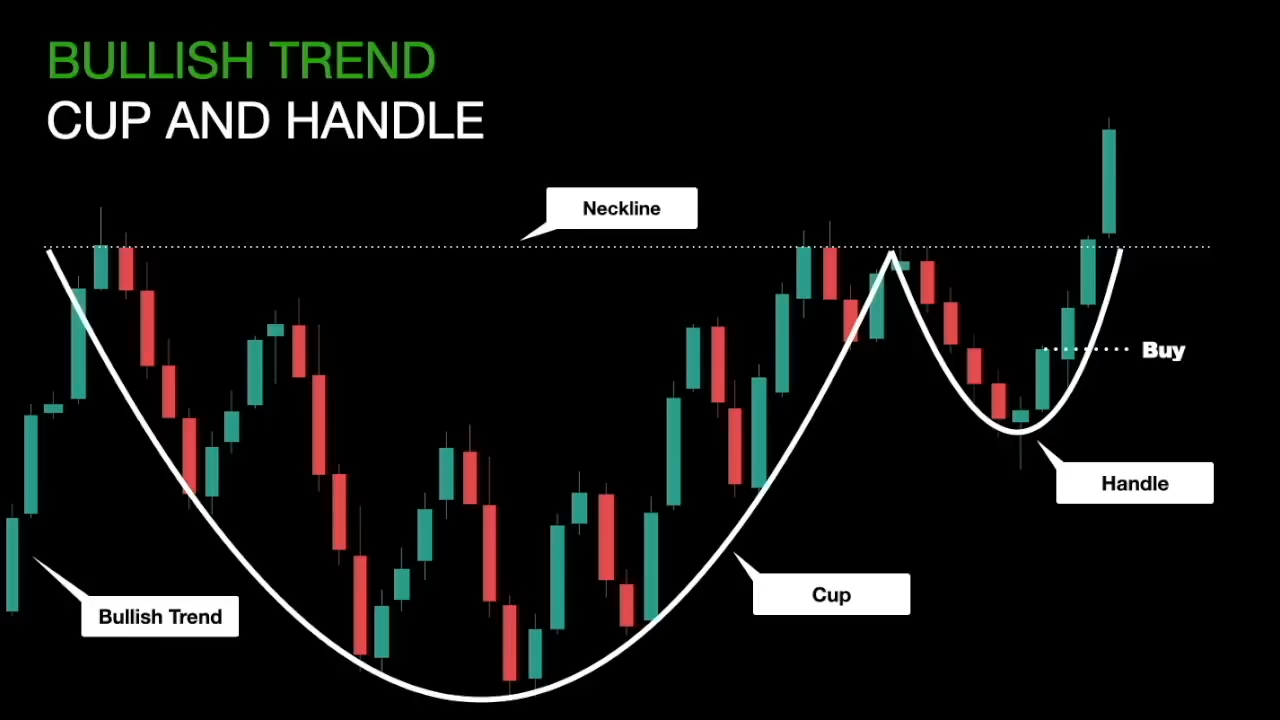 BULLISH TREND
CUP AND HANDLE
Neckline
Buy
Handle
Cup
Bullish Trend